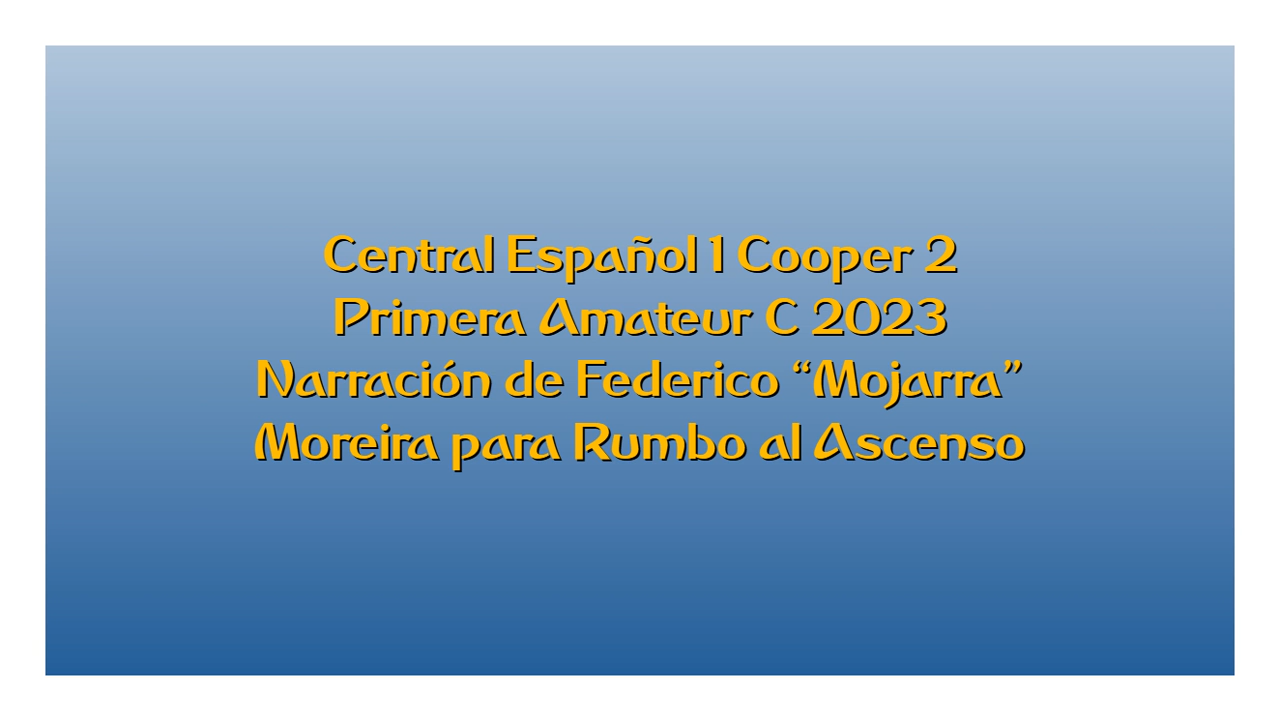 Central Español 1 Cooper 2
Primera Amateur C 2023
Narración de Federico “Mojarra”
Moreira para Rumbo al Ascenso